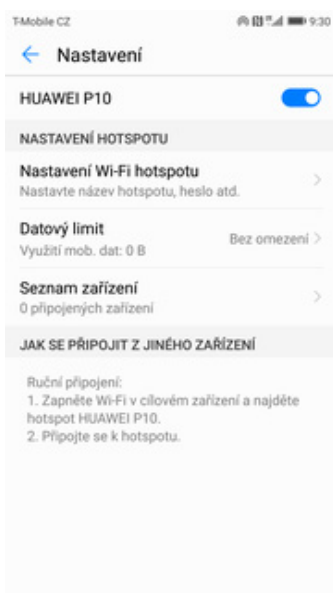 T-Mobile CZ 9:30
Nastavení
HUAWEI P10
NASTAVENÍ HOTSPOTU
Nastavení Wi-Fi hotspotu
Nastavte název hotspotu, heslo atd.
Datový limit
Využití mob. dat: 0 B
Bez omezení
Seznam zařízení
0 připojených zařízení
JAK SE PŘIPOJIT Z JINÉHO ZAŘÍZENÍ
Ruční připojení:
1. Zapněte Wi-Fi v cílovém zařízení a najděte
hotspot HUAWEI P10.
2. Připojte se k hotspotu.